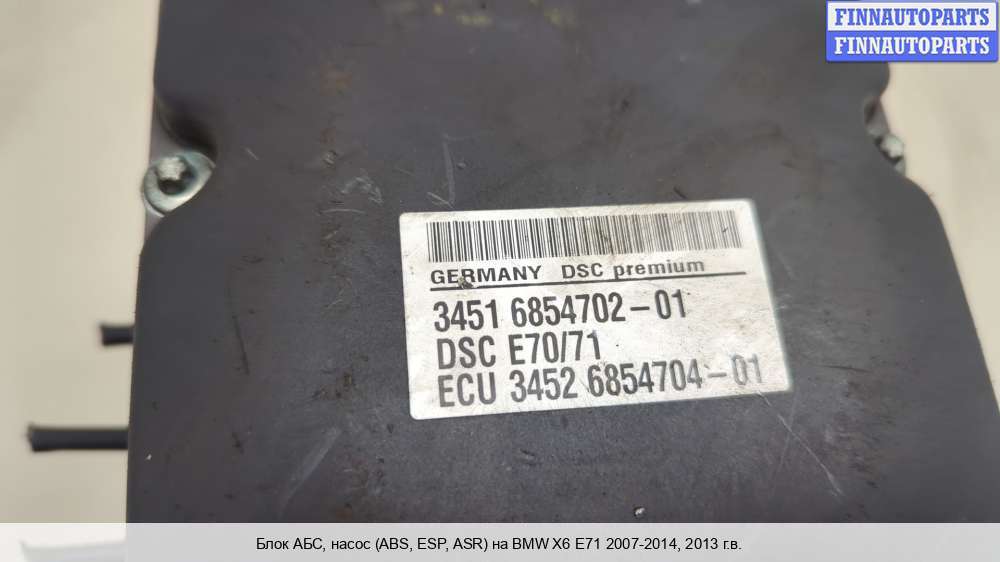 FINNAUTOPARTS
FINNAUTOPARTS
GERMANY DSC premium
3451 6854702-01
DSC E70/71
ECU 3452 6854704-01
Блок АБС, насос (ABS, ESP, ASR) на BMW X6 E71 2007-2014, 2013 г.в.